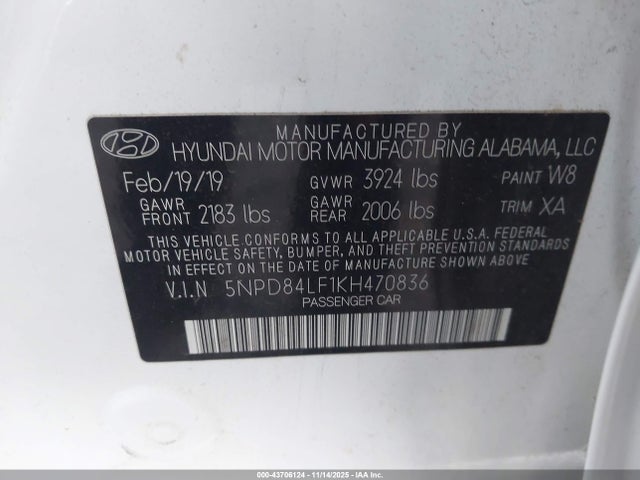 MANUFACTURED BY
HYUNDAI MOTOR MANUFACTURING ALABAMA, LLC
Feb/19/19 GVWR 3924 lbs PAINT W8
GAWR FRONT 2183 lbs GAWR REAR 2006 lbs TRIM XA
THIS VEHICLE CONFORMS TO ALL APPLICABLE U.S.A. FEDERAL
MOTOR VEHICLE SAFETY, BUMPER, AND THEFT PREVENTION
STANDARDS IN EFFECT ON THE DATE OF MANUFACTURE SHOWN ABOVE.
V.I.N 5NPD84LF1KH470836
PASSENGER CAR
000-43706124 - 11/14/2025 - IAAI.COM